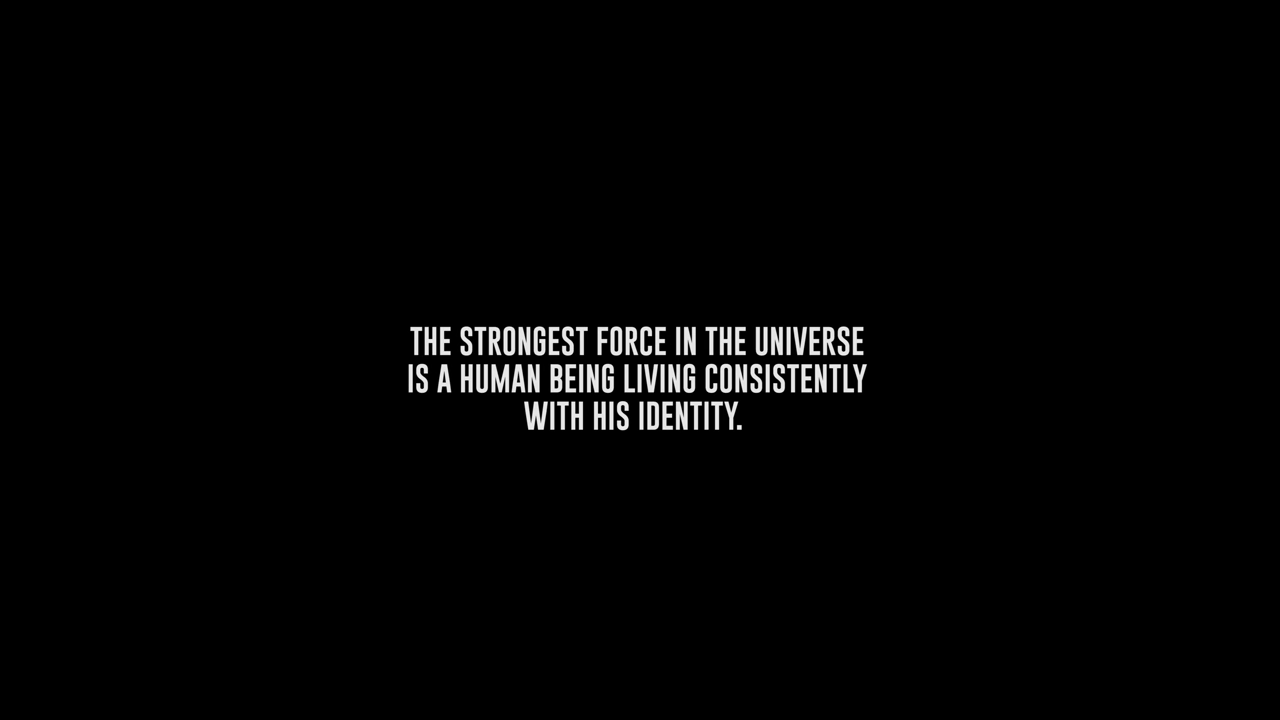 THE STRONGEST FORCE IN THE UNIVERSE
IS A HUMAN BEING LIVING CONSISTENTLY
WITH HIS IDENTITY.